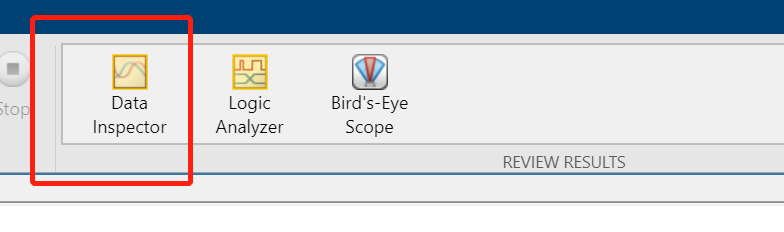 Stop
Data
Inspector
Logic
Analyzer
Bird's-Eye
Scope
REVIEW RESULTS